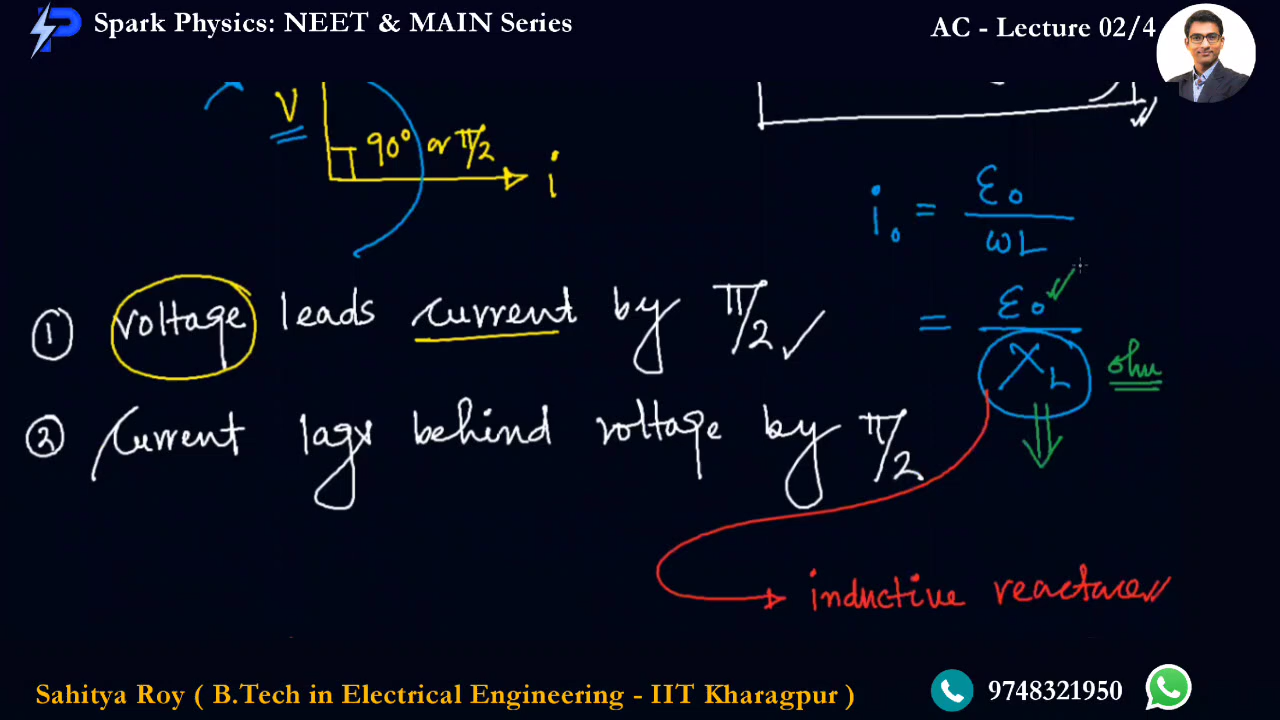 Spark Physics: NEET & MAIN Series
AC - Lecture 02/4
V
90° or π/2
i
i₀ = ε₀ / ωL
= ε₀ / X_L
ohm
① voltage leads current by π/2 ✓
② Current lags behind voltage by π/2
inductive reactance
Sahitya Roy ( B.Tech in Electrical Engineering - IIT Kharagpur )
9748321950